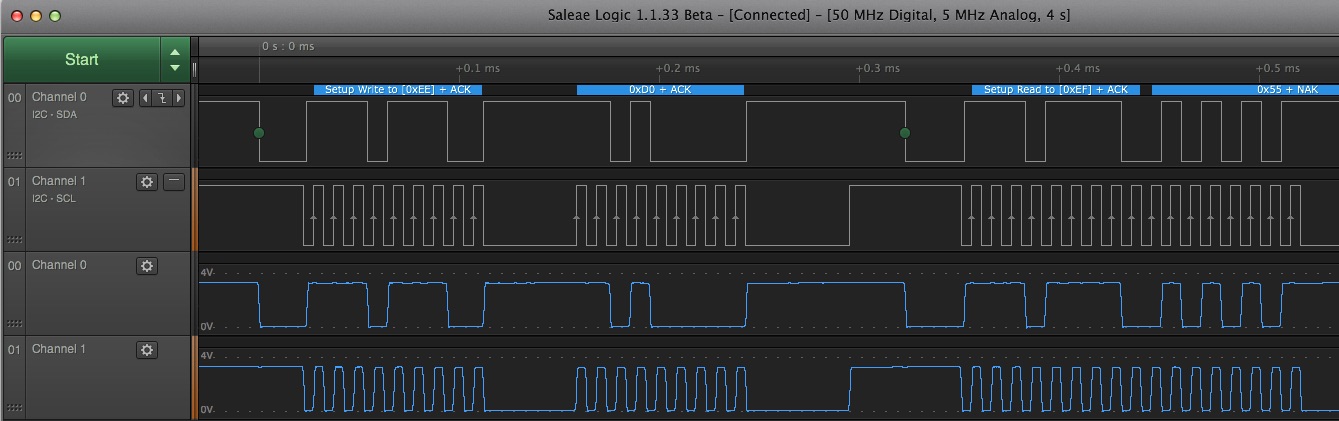 Saleae Logic 1.1.33 Beta - [Connected] - [50 MHz Digital, 5 MHz Analog, 4 s]
Start
0 s : 0 ms
+0.1 ms
+0.2 ms
+0.3 ms
+0.4 ms
+0.5 ms
00
Channel 0
I2C - SDA
Setup Write to [0xEE] + ACK
0xD0 + ACK
Setup Read to [0xEF] + ACK
0x55 + NAK
01
Channel 1
I2C - SCL
00
Channel 0
4V
0V
01
Channel 1
4V
0V